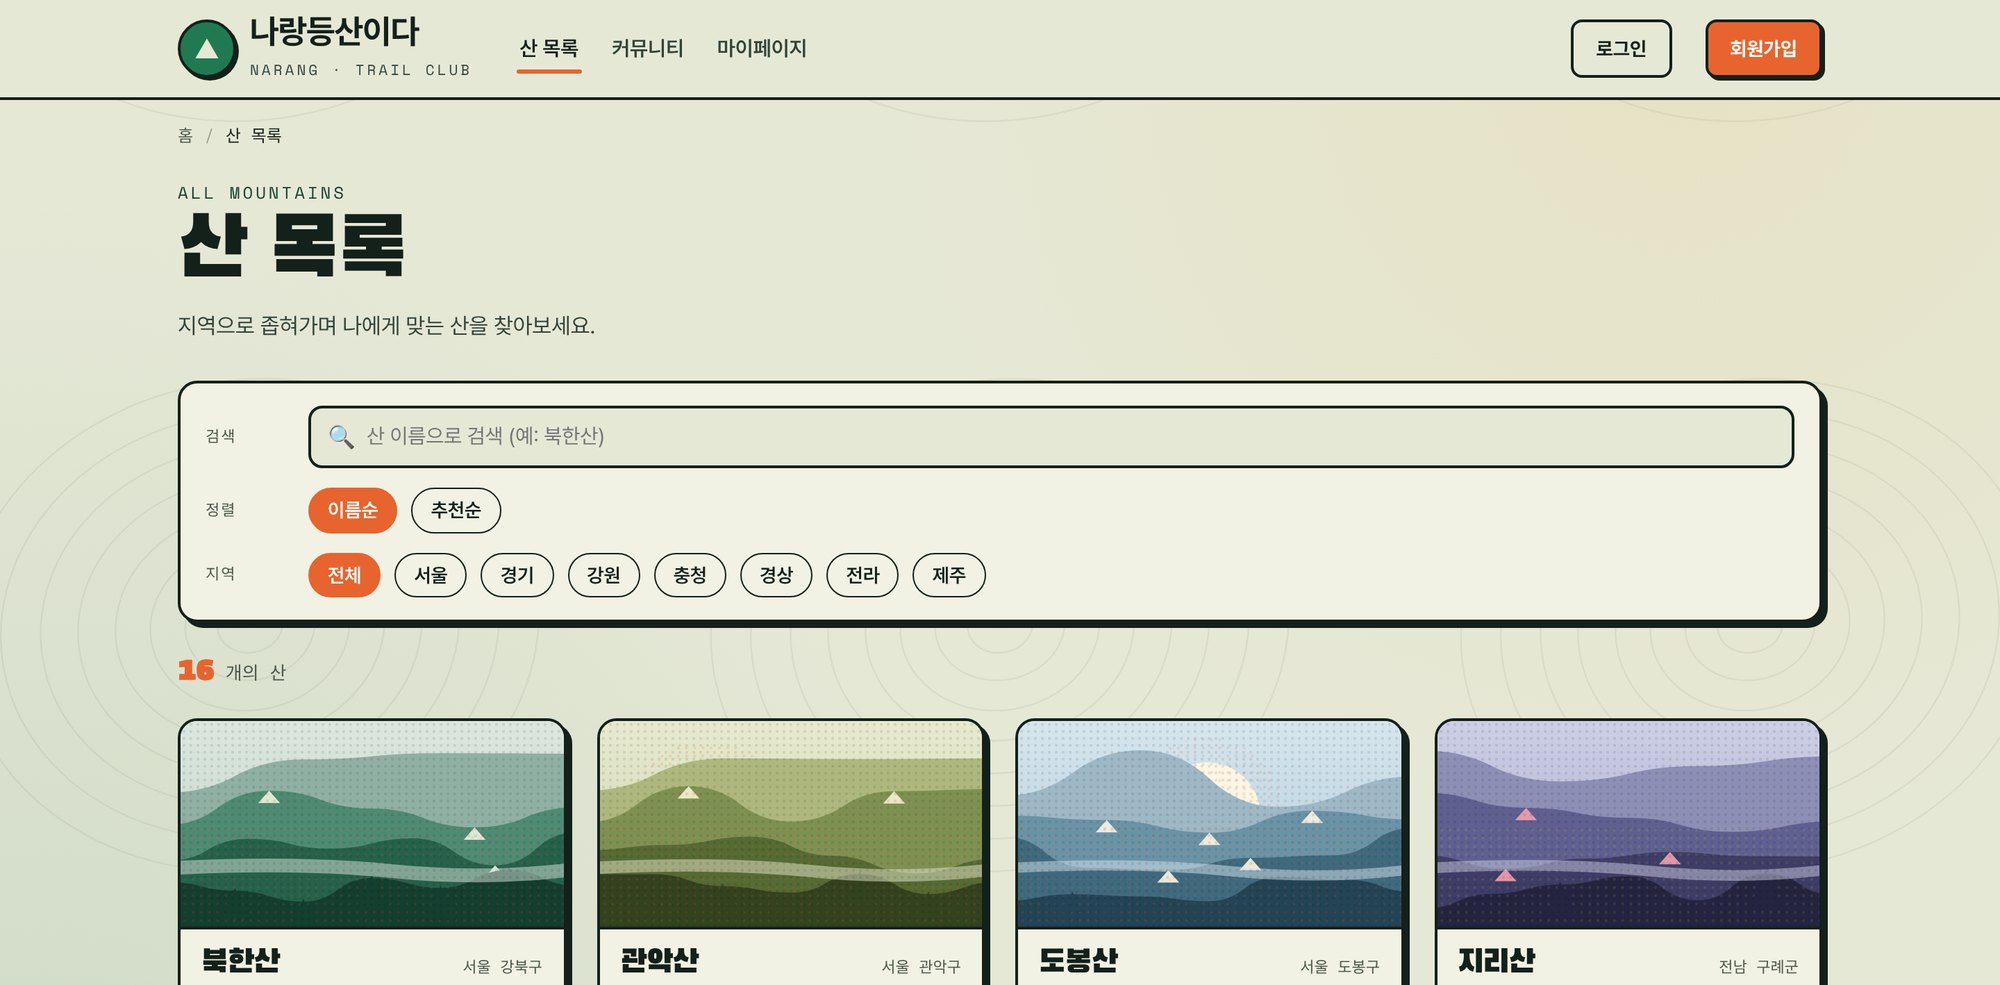 나랑등산이다
NARANG · TRAIL CLUB
산 목록 커뮤니티 마이페이지
로그인 회원가입
홈 / 산 목록
ALL MOUNTAINS
산 목록
지역으로 좁혀가며 나에게 맞는 산을 찾아보세요.
검색 산 이름으로 검색 (예: 북한산)
정렬 이름순 추천순
지역 전체 서울 경기 강원 충청 경상 전라 제주
16 개의 산
북한산 서울 강북구
관악산 서울 관악구
도봉산 서울 도봉구
지리산 전남 구례군